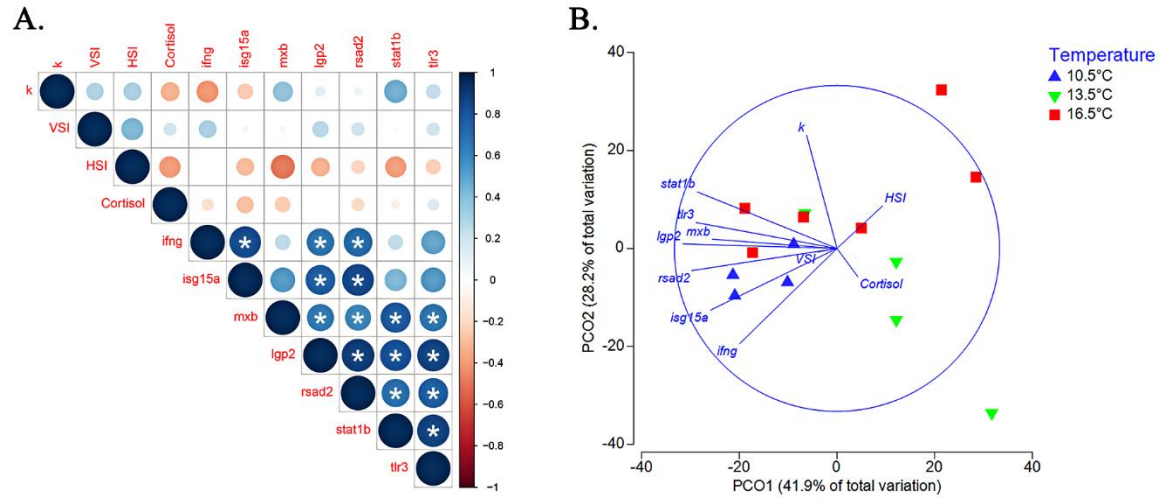 A.
k
VSI
HSI
Cortisol
ifng
isg15a
mxb
lgp2
rsad2
stat1b
tlr3
k
VSI
HSI
Cortisol
ifng
* * *
isg15a
* *
mxb
* * * *
lgp2
* * *
rsad2
* *
stat1b
*
tlr3
1
0.8
0.6
0.4
0.2
0
−0.2
−0.4
−0.6
−0.8
−1
B.
Temperature
10.5°C
13.5°C
16.5°C
40
20
0
-20
-40
PCO2 (28.2% of total variation)
k
stat1b
HSI
tlr3
mxb
lgp2
VSI
rsad2
Cortisol
isg15a
ifng
-40
-20
0
20
40
PCO1 (41.9% of total variation)